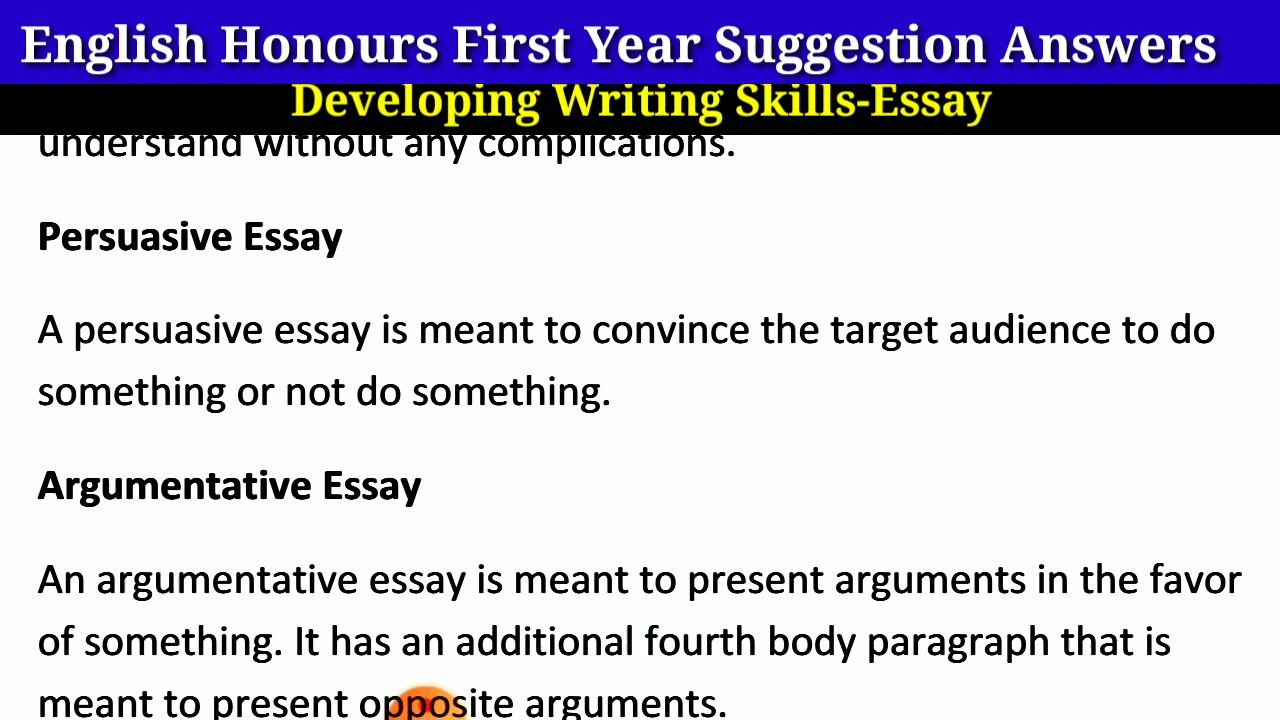 English Honours First Year Suggestion Answers
Developing Writing Skills-Essay
understand without any complications.
Persuasive Essay
A persuasive essay is meant to convince the target audience to do
something or not do something.
Argumentative Essay
An argumentative essay is meant to present arguments in the favor
of something. It has an additional fourth body paragraph that is
meant to present opposite arguments.